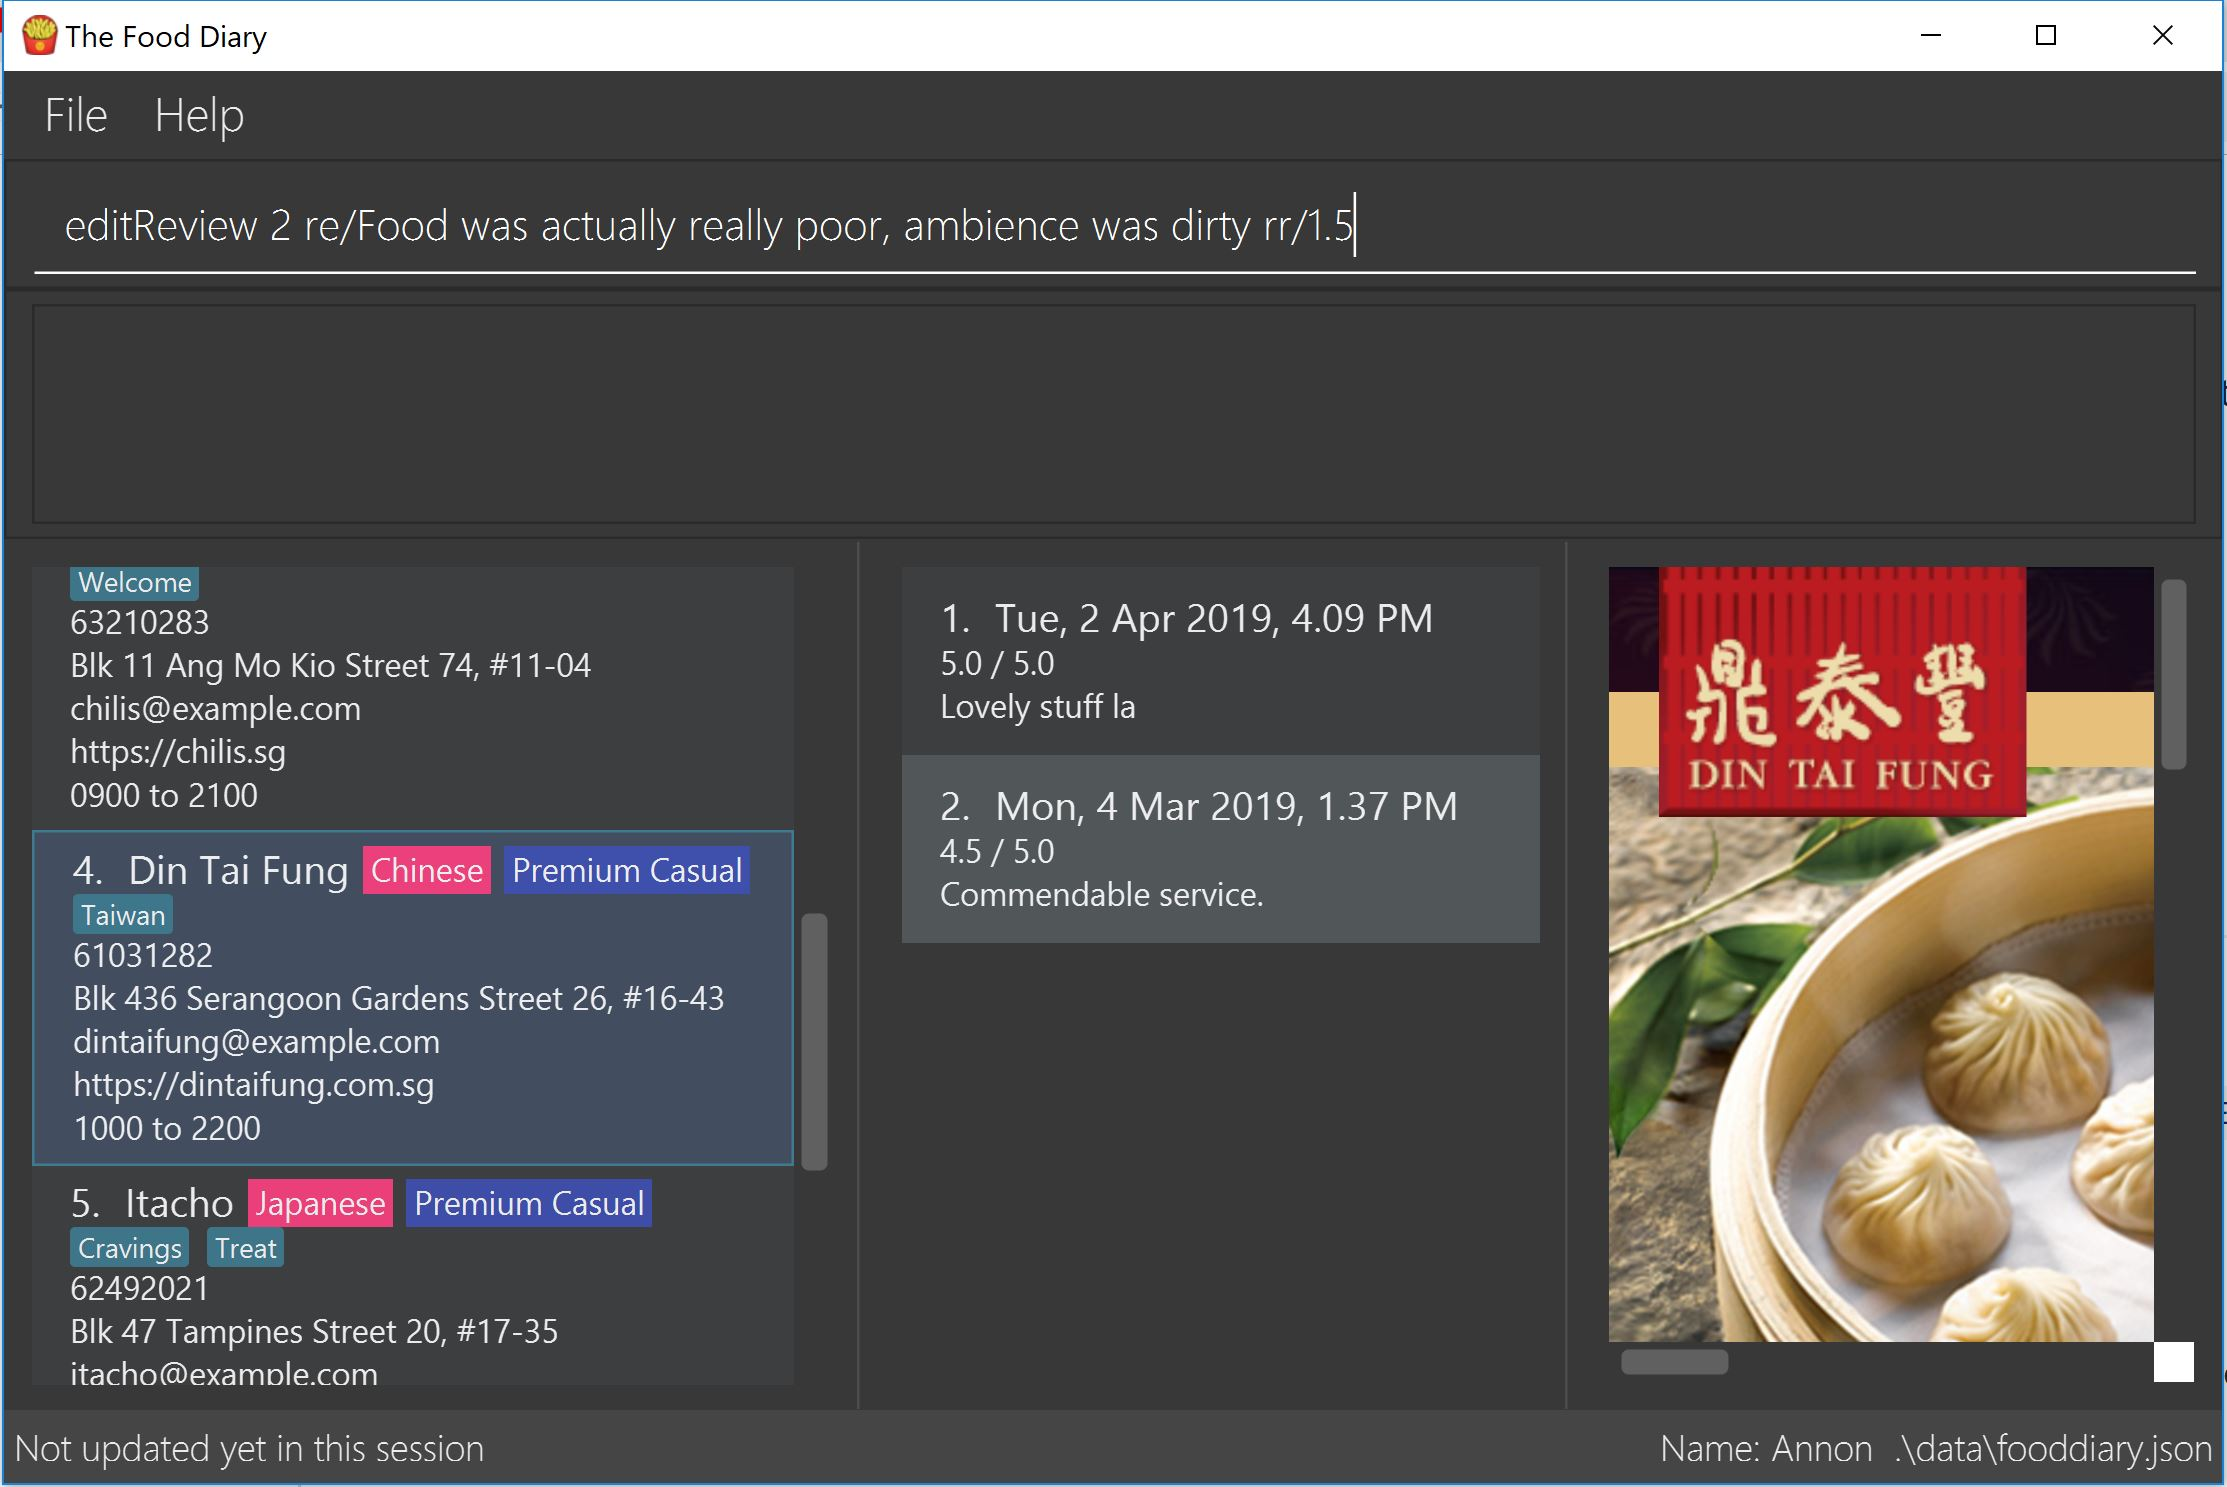 The Food Diary
File Help
editReview 2 re/Food was actually really poor, ambience was dirty rr/1.5
Welcome
63210283
Blk 11 Ang Mo Kio Street 74, #11-04
chilis@example.com
https://chilis.sg
0900 to 2100
4. Din Tai Fung Chinese Premium Casual
Taiwan
61031282
Blk 436 Serangoon Gardens Street 26, #16-43
dintaifung@example.com
https://dintaifung.com.sg
1000 to 2200
5. Itacho Japanese Premium Casual
Cravings Treat
62492021
Blk 47 Tampines Street 20, #17-35
itacho@example.com
1. Tue, 2 Apr 2019, 4.09 PM
5.0 / 5.0
Lovely stuff la
2. Mon, 4 Mar 2019, 1.37 PM
4.5 / 5.0
Commendable service.
鼎泰豐
DIN TAI FUNG
Not updated yet in this session
Name: Annon .\data\fooddiary.json